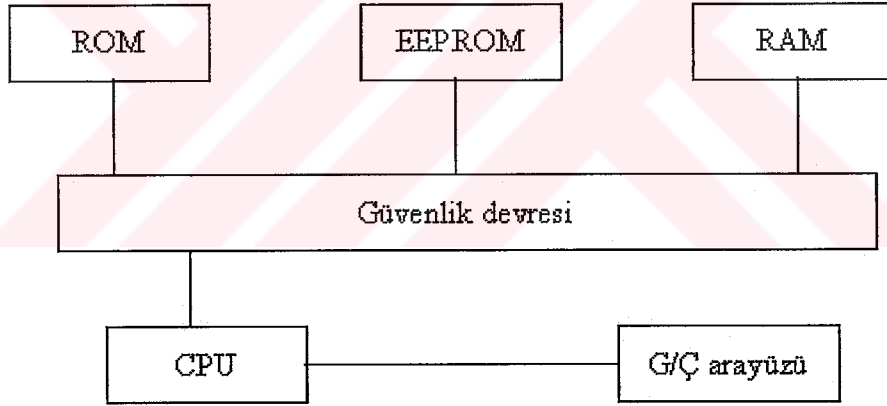 ROM
EEPROM
RAM
Güvenlik devresi
CPU
G/Ç arayüzü